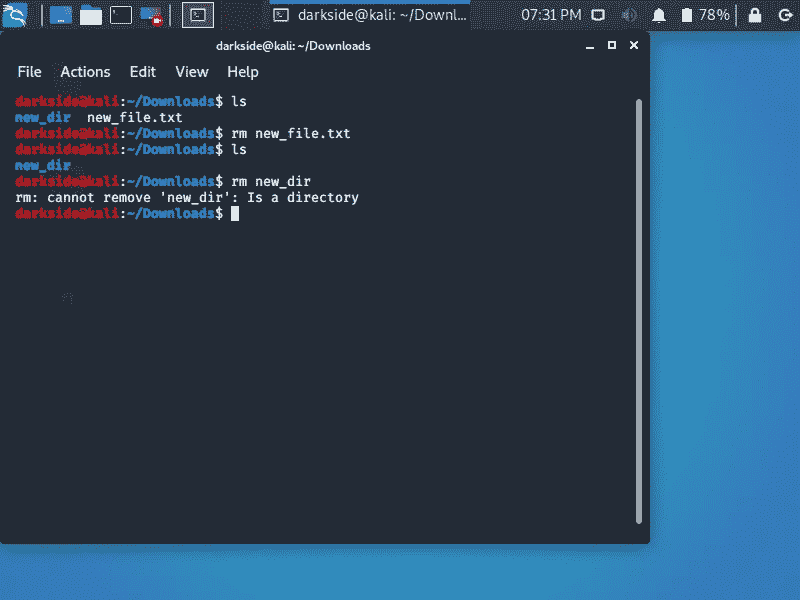 darkside@kali: ~/Downl... 07:31 PM 78%
darkside@kali: ~/Downloads
File Actions Edit View Help
darkside@kali:~/Downloads$ ls
new_dir new_file.txt
darkside@kali:~/Downloads$ rm new_file.txt
darkside@kali:~/Downloads$ ls
new_dir
darkside@kali:~/Downloads$ rm new_dir
rm: cannot remove 'new_dir': Is a directory
darkside@kali:~/Downloads$